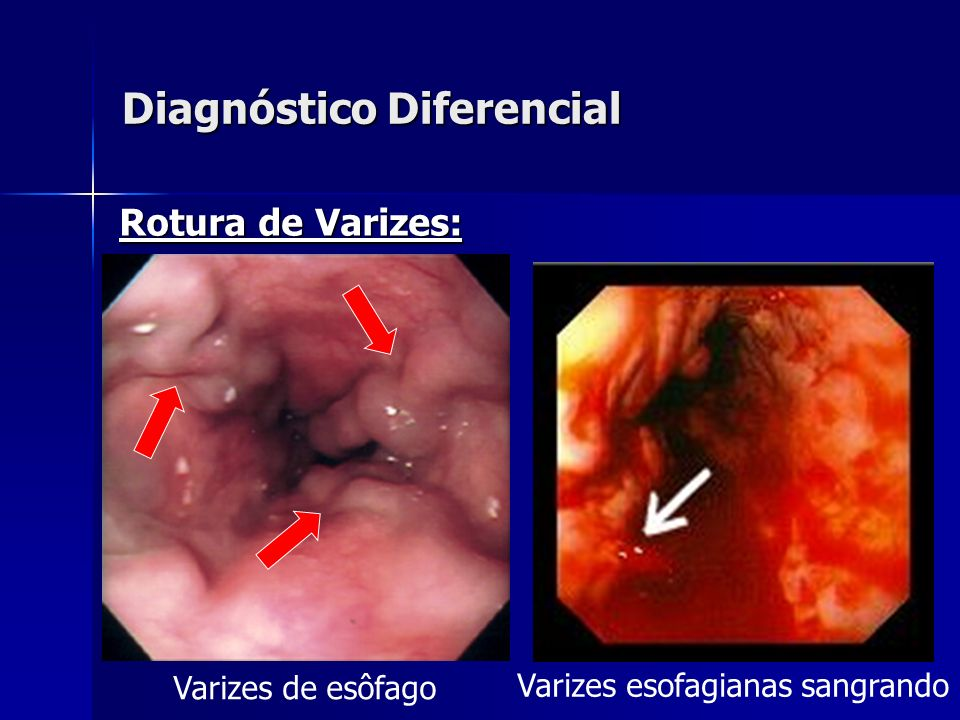 Diagnóstico Diferencial
Rotura de Varizes:
Varizes de esôfago
Varizes esofagianas sangrando